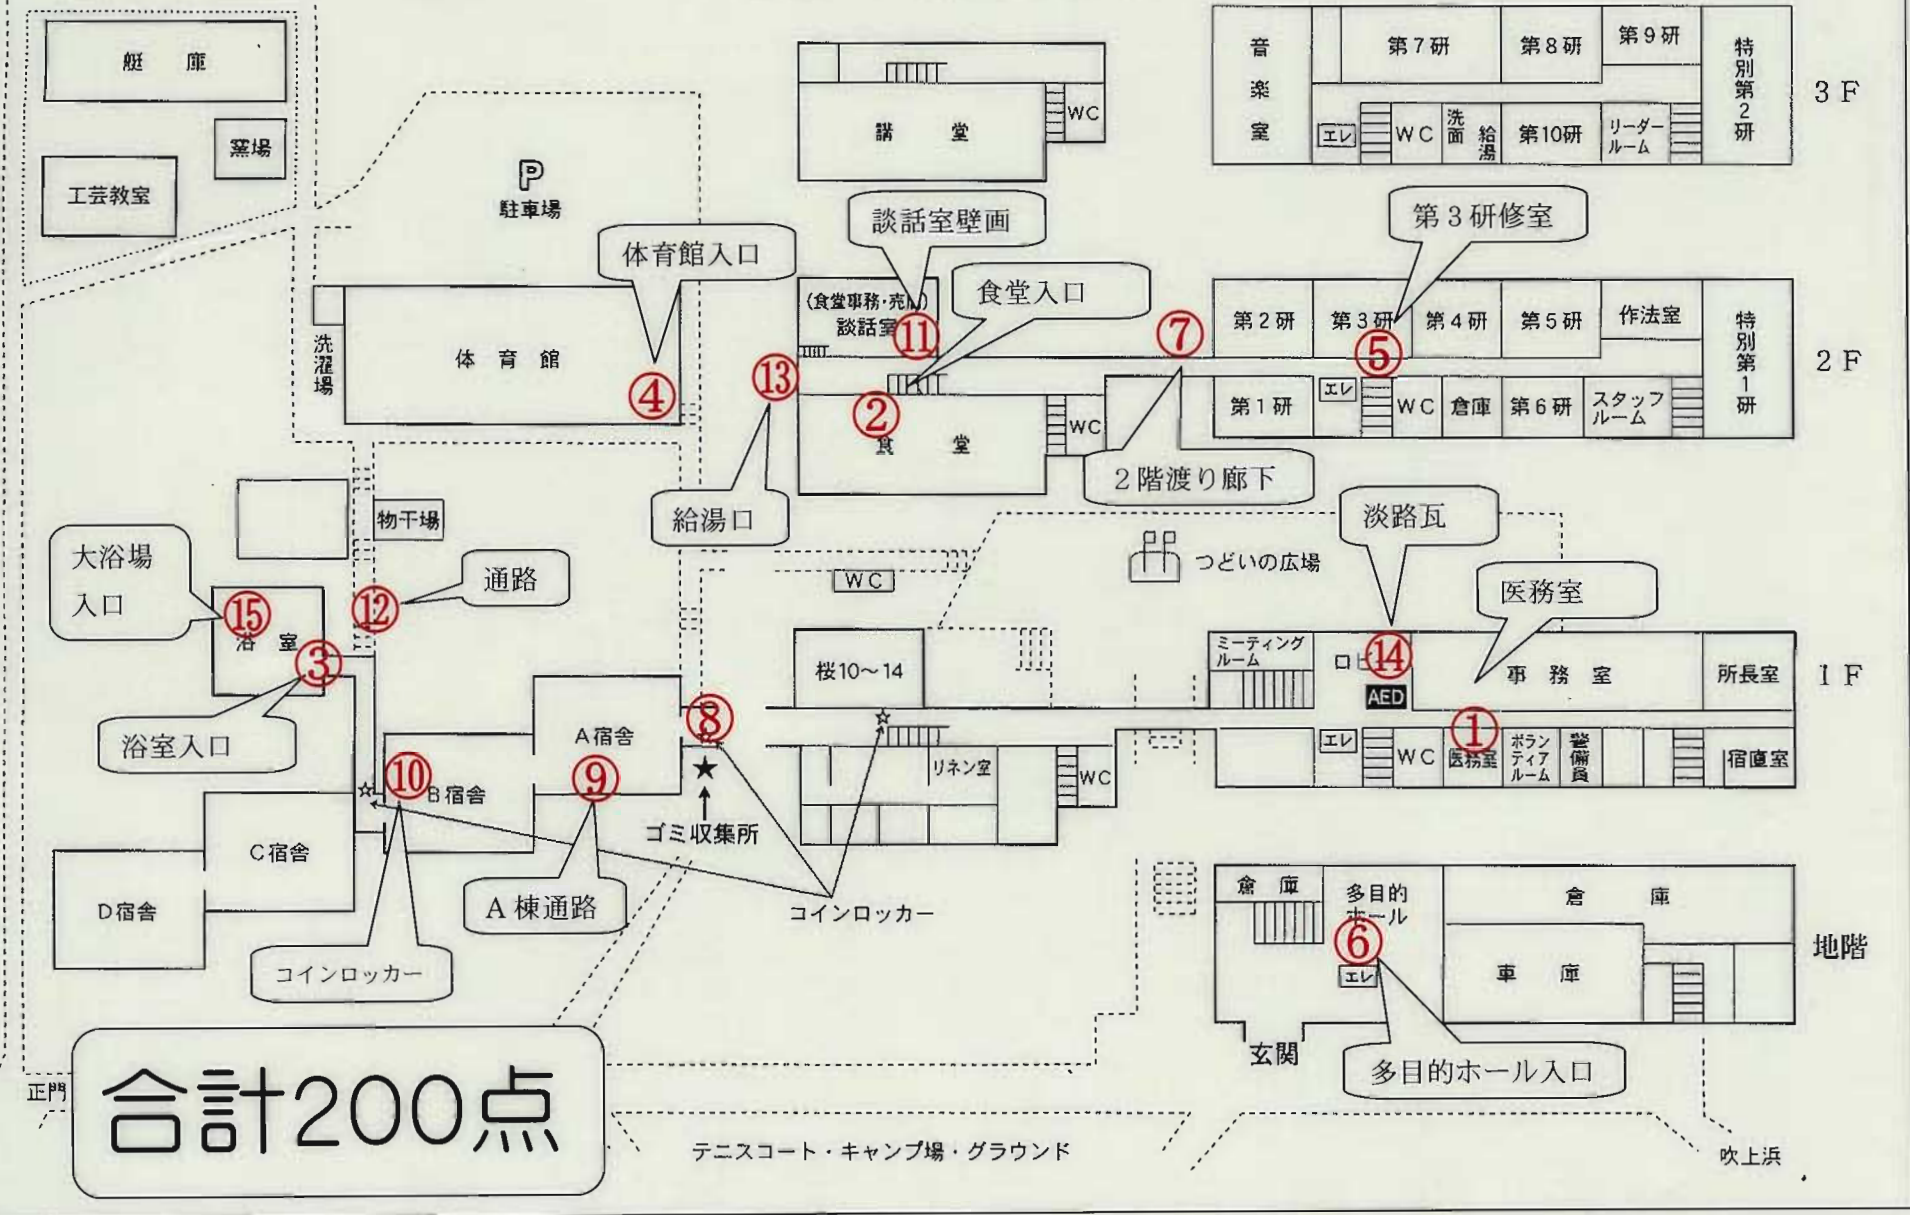 艇庫
窯場
工芸教室
P
駐車場
講堂
WC
音楽室
第7研
第8研
第9研
特別第2研
3F
エレ
WC
洗面
給湯
第10研
リーダー
ルーム
体育館入口
談話室壁画
食堂入口
第3研修室
洗濯場
体育館
④
⑬
(食堂事務・売
談話室
⑪
②
食堂
WC
⑦
第2研
第3研
⑤
第4研
第5研
作法室
特別第1研
2F
第1研
エレ
WC
倉庫
第6研
スタッフ
ルーム
2階渡り廊下
給湯口
物干場
大浴場
入口
通路
⑮
浴室
⑫
③
浴室入口
WC
つどいの広場
淡路瓦
医務室
桜10～14
ミーティング
ルーム
ロビ
⑭
AED
事務室
所長室
1F
エレ
WC
①
医務室
ボラン
ティア
ルーム
警備員
宿直室
A宿舎
⑧
⑨
⑩
B宿舎
★
ゴミ収集所
☆
☆
リネン室
WC
C宿舎
D宿舎
A棟通路
コインロッカー
コインロッカー
倉庫
多目的
ホール
⑥
エレ
倉庫
車庫
地階
玄関
多目的ホール入口
正門
合計200点
テニスコート・キャンプ場・グラウンド
吹上浜